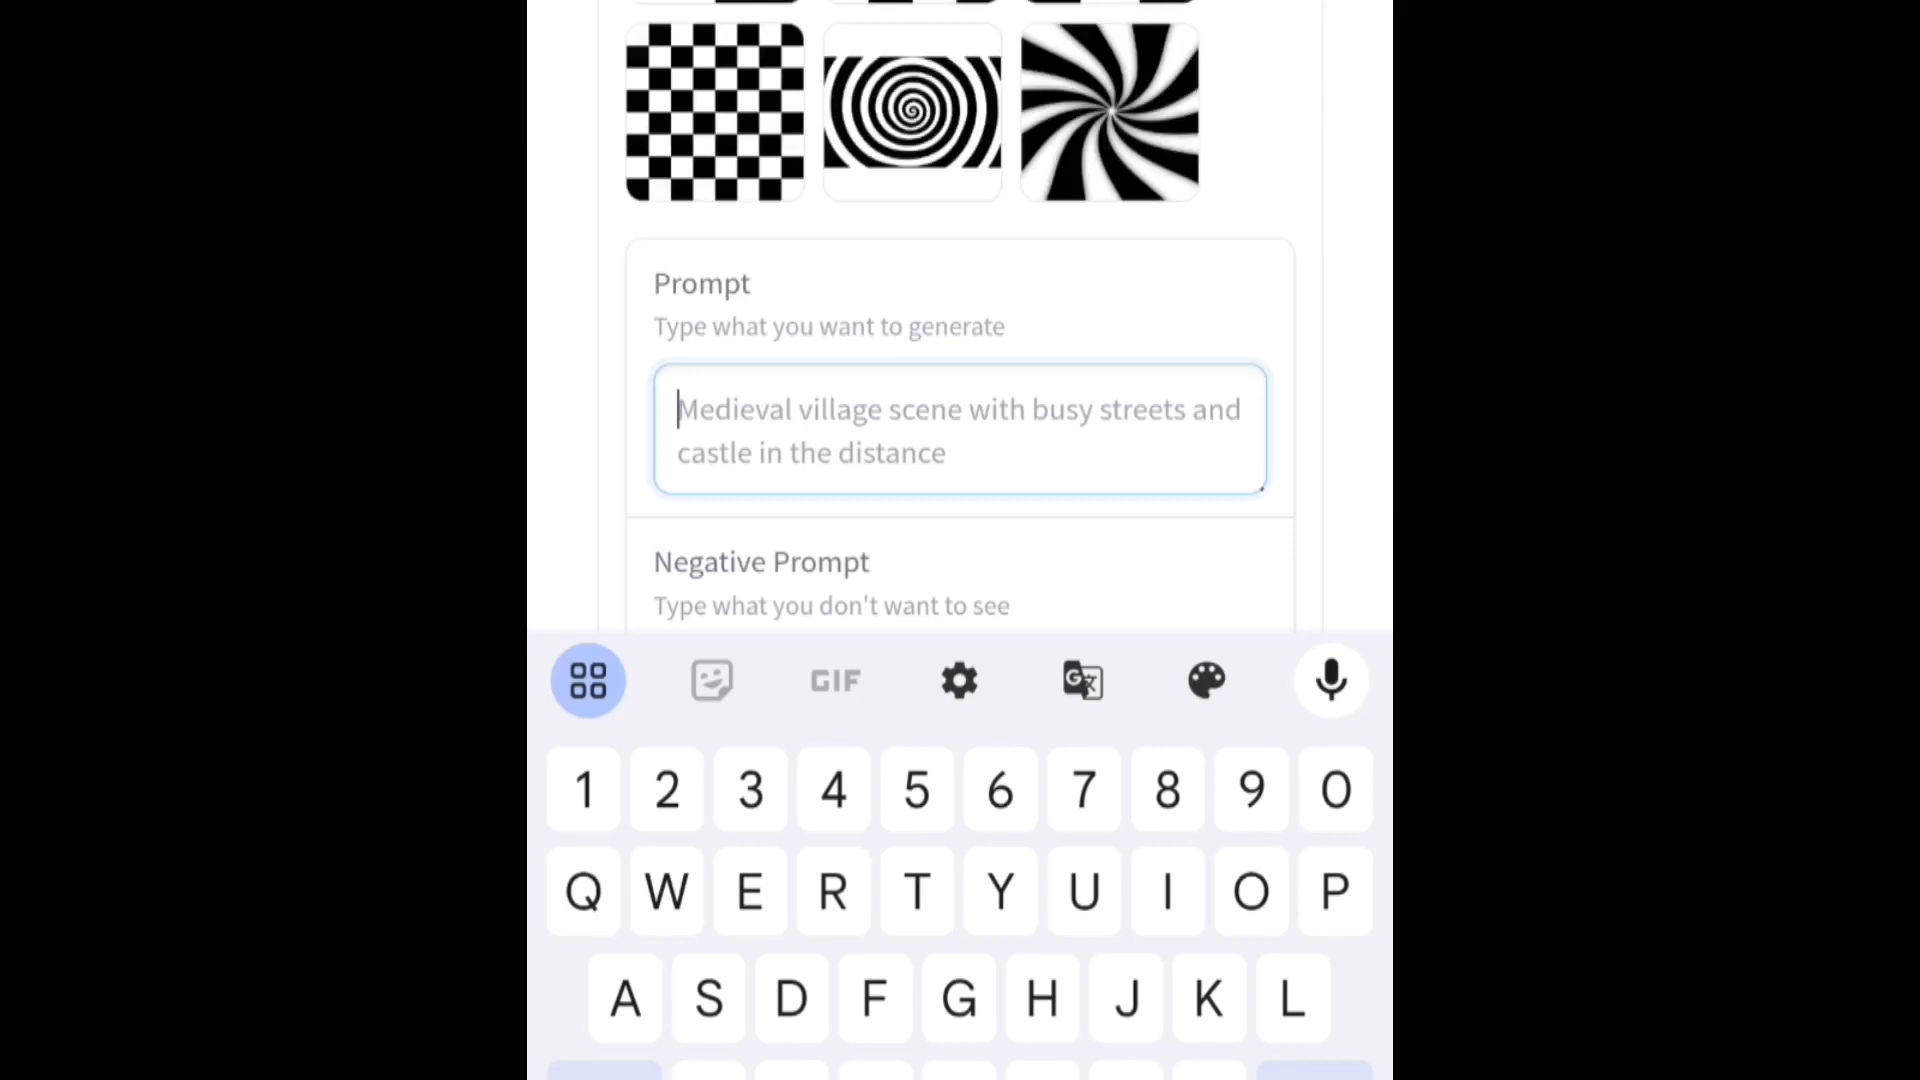 Prompt
Type what you want to generate
Medieval village scene with busy streets and
castle in the distance
Negative Prompt
Type what you don't want to see
GIF
1 2 3 4 5 6 7 8 9 0
Q W E R T Y U I O P
A S D F G H J K L